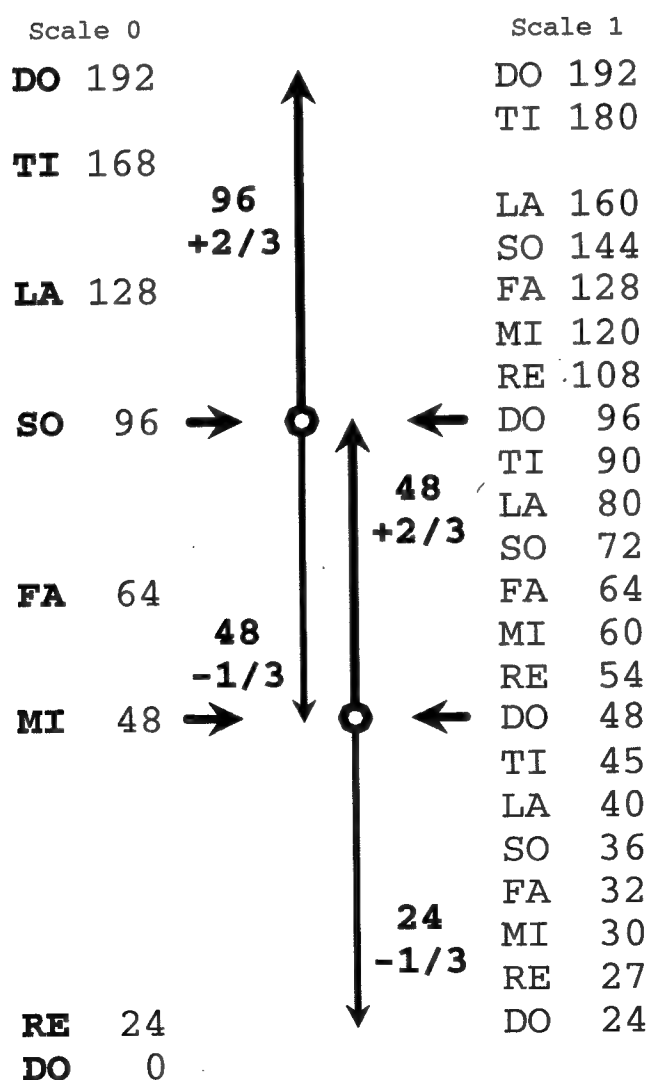 Scale 0
DO 192
TI 168
LA 128
SO 96
FA 64
MI 48
RE 24
DO 0
96
+2/3
48
-1/3
48
+2/3
24
-1/3
Scale 1
DO 192
TI 180
LA 160
SO 144
FA 128
MI 120
RE 108
DO 96
TI 90
LA 80
SO 72
FA 64
MI 60
RE 54
DO 48
TI 45
LA 40
SO 36
FA 32
MI 30
RE 27
DO 24